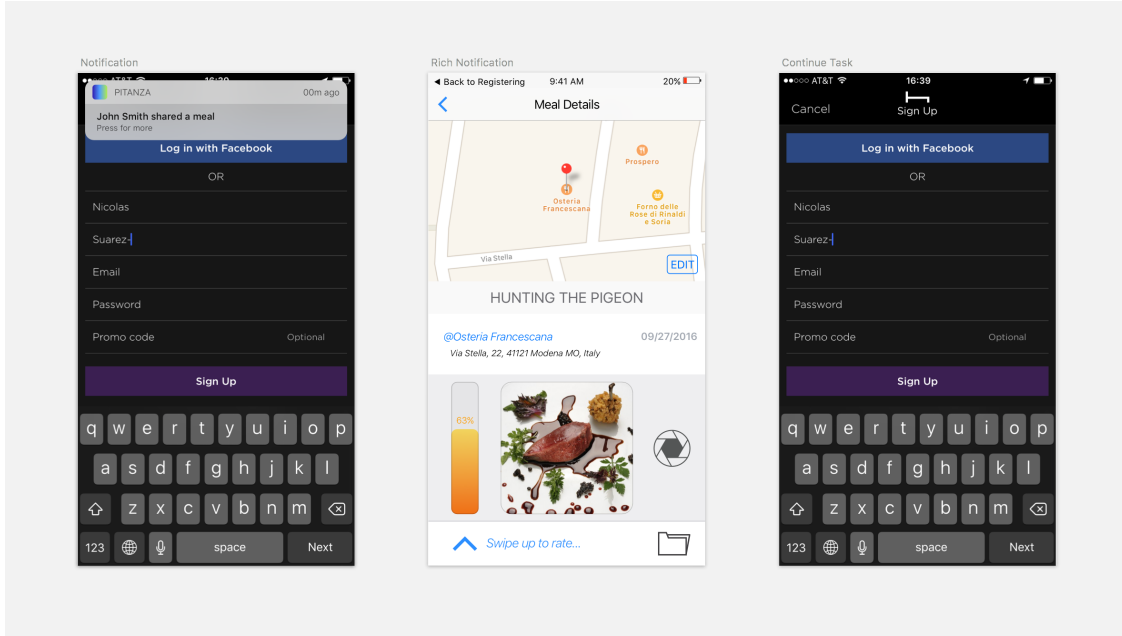 Notification
AT&T 16:39
PITANZA 00m ago
John Smith shared a meal
Press for more
Log in with Facebook
OR
Nicolas
Suarez-
Email
Password
Promo code Optional
Sign Up
q w e r t y u i o p
a s d f g h j k l
z x c v b n m
123 space Next
Rich Notification
Back to Registering 9:41 AM 20%
Meal Details
Prospero
Osteria
Francescana
Forno delle
Rose di Rinaldi
e Soria
Via Stella
EDIT
HUNTING THE PIGEON
@Osteria Francescana 09/27/2016
Via Stella, 22, 41121 Modena MO, Italy
63%
Swipe up to rate...
Continue Task
AT&T 16:39
Cancel Sign Up
Log in with Facebook
OR
Nicolas
Suarez-
Email
Password
Promo code Optional
Sign Up
q w e r t y u i o p
a s d f g h j k l
z x c v b n m
123 space Next